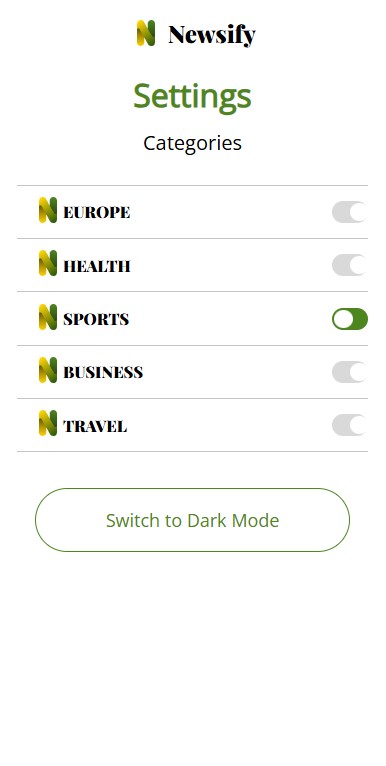 Newsify
Settings
Categories
EUROPE
HEALTH
SPORTS
BUSINESS
TRAVEL
Switch to Dark Mode